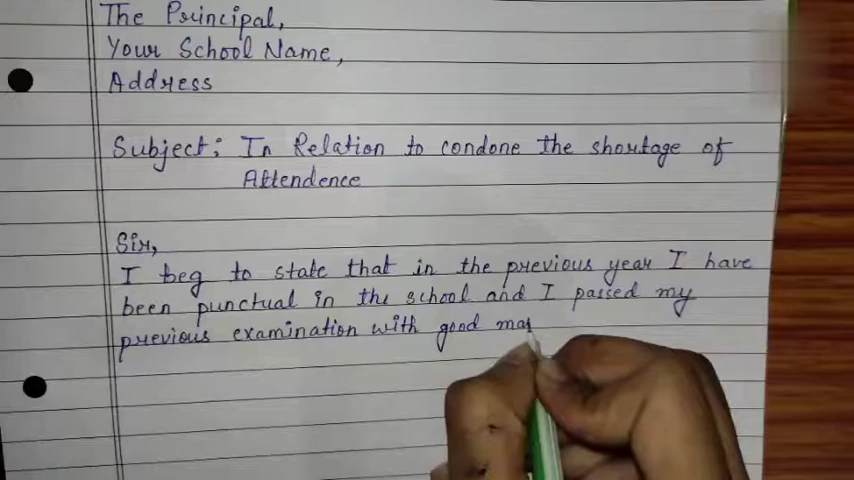 The Principal,
Your School Name,
Address
Subject: In Relation to condone the shortage of
Attendence
Sir,
I beg to state that in the previous year I have
been punctual in the school and I passed my
previous examination with good ma